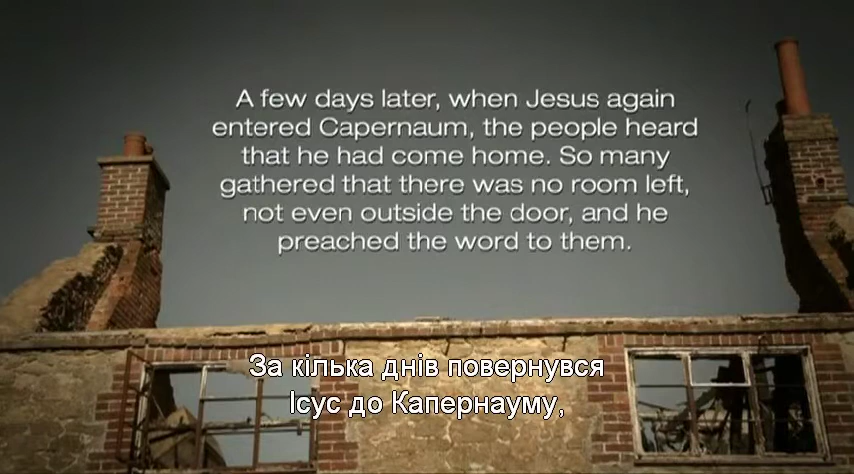 A few days later, when Jesus again
entered Capernaum, the people heard
that he had come home. So many
gathered that there was no room left,
not even outside the door, and he
preached the word to them.
За кілька днів повернувся
Ісус до Капернауму,